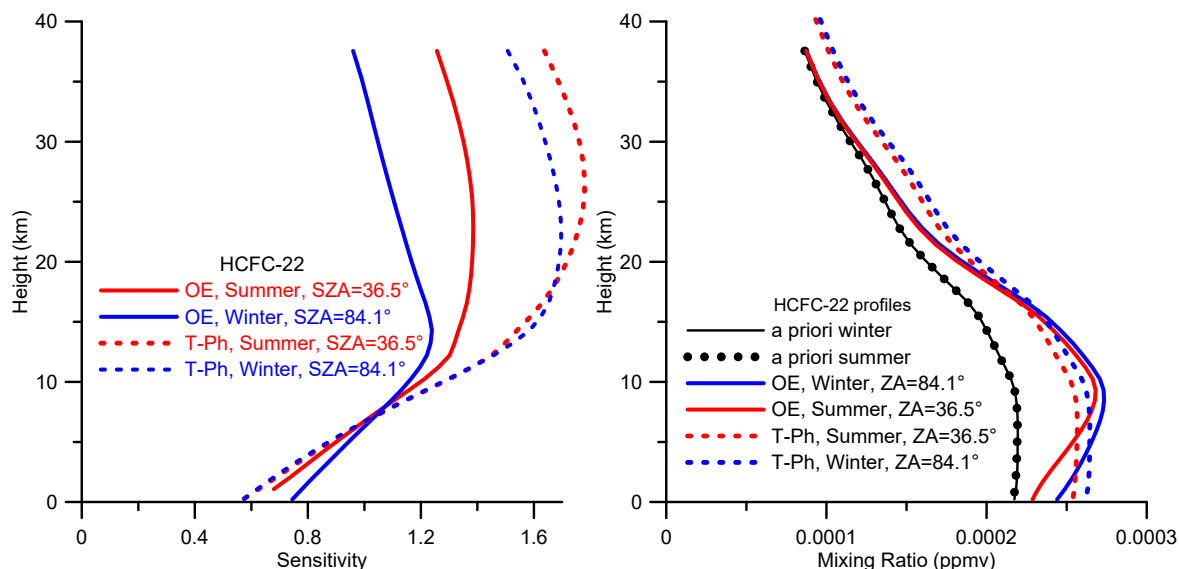 40
30
20
10
0
Height (km)
HCFC-22
OE, Summer, SZA=36.5°
OE, Winter, SZA=84.1°
T-Ph, Summer, SZA=36.5°
T-Ph, Winter, SZA=84.1°
0 0.4 0.8 1.2 1.6
Sensitivity
40
30
20
10
0
Height (km)
HCFC-22 profiles
a priori winter
a priori summer
OE, Winter, ZA=84.1°
OE, Summer, ZA=36.5°
T-Ph, Summer, ZA=36.5°
T-Ph, Winter, ZA=84.1°
0 0.0001 0.0002 0.0003
Mixing Ratio (ppmv)